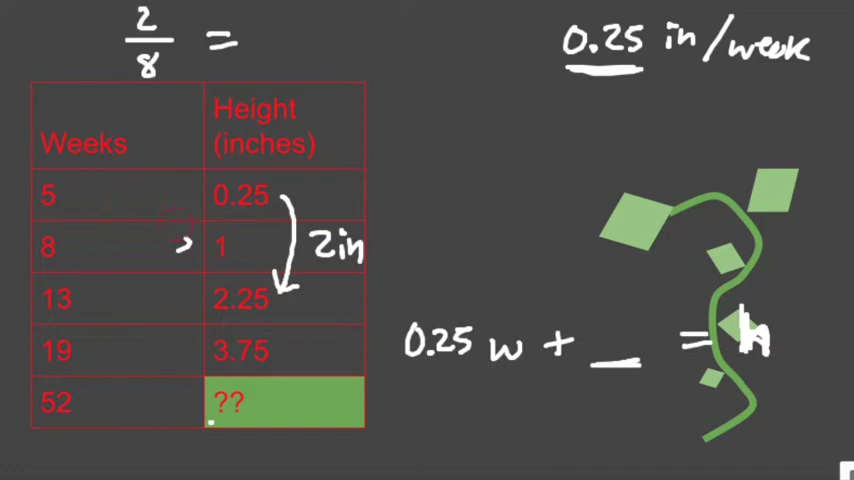 2/8 =
0.25 in/week
Weeks Height (inches)
5 0.25
8 1
2in
13 2.25
19 3.75
52 ??
0.25 w + __ = h